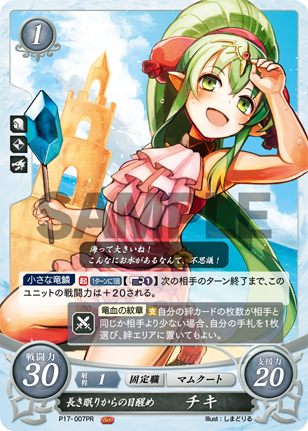 1
SAMPLE
海って大きいね！
こんなにお水があるなんて、不思議！
小さな竜鱗 起 1ターンに1回 1 次の相手のターン終了まで、この
ユニットの戦闘力は＋20される。
竜血の紋章 支 自分の絆カードの枚数が相手
と同じか相手より少ない場合、自分の手札を1枚
選び、絆エリアに置いてもよい。
戦闘力 30
射程 1 固定職 マムクート
支援力 20
長き眠りからの目醒め チキ
P17-007PR Illust：しまどりる